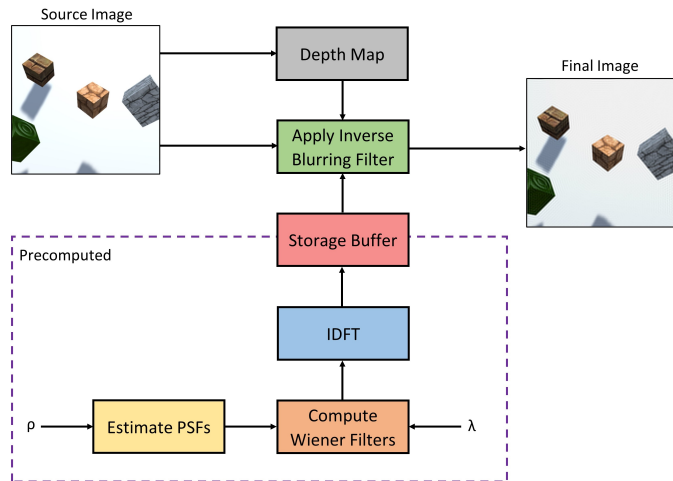 Source Image
Depth Map
Final Image
Apply Inverse
Blurring Filter
Storage Buffer
Precomputed
IDFT
ρ
Estimate PSFs
Compute
Wiener Filters
λ